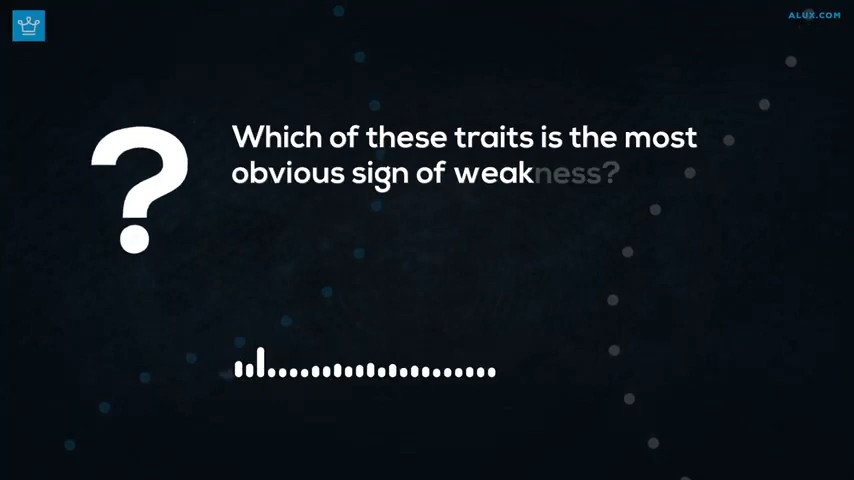 ALUX.COM
?
Which of these traits is the most
obvious sign of weakness?